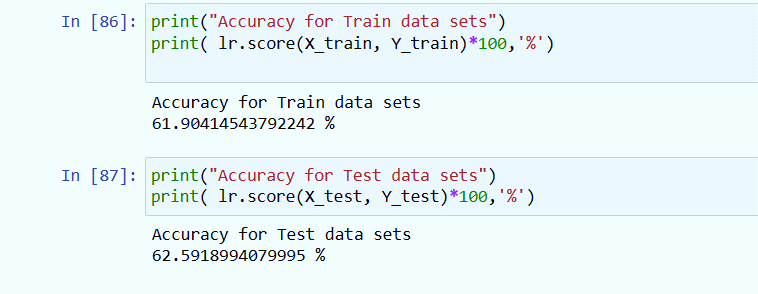 In [86]: print("Accuracy for Train data sets")
print( lr.score(X_train, Y_train)*100,'%')
Accuracy for Train data sets
61.90414543792242 %
In [87]: print("Accuracy for Test data sets")
print( lr.score(X_test, Y_test)*100,'%')
Accuracy for Test data sets
62.5918994079995 %